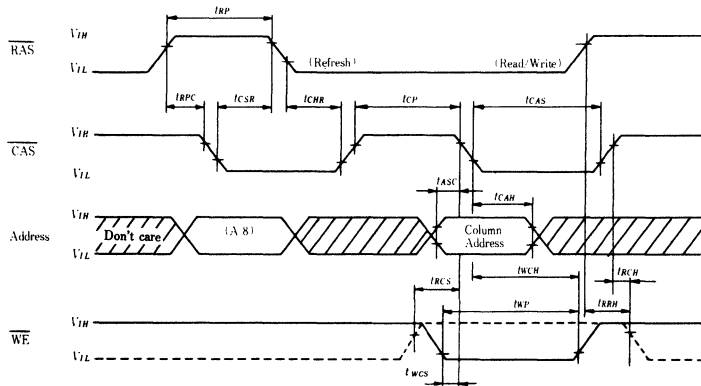 tRP
RAS
VIH
VIL
(Refresh)
(Read/Write)
tRPC
tCSR
tCHR
tCP
tCAS
CAS
VIH
VIL
tASC
tCAH
Address
VIH
VIL
Don't care
(A 8)
Column
Address
tRCS
tWCH
tRCH
tWP
tRRH
WE
VIH
VIL
tWCS